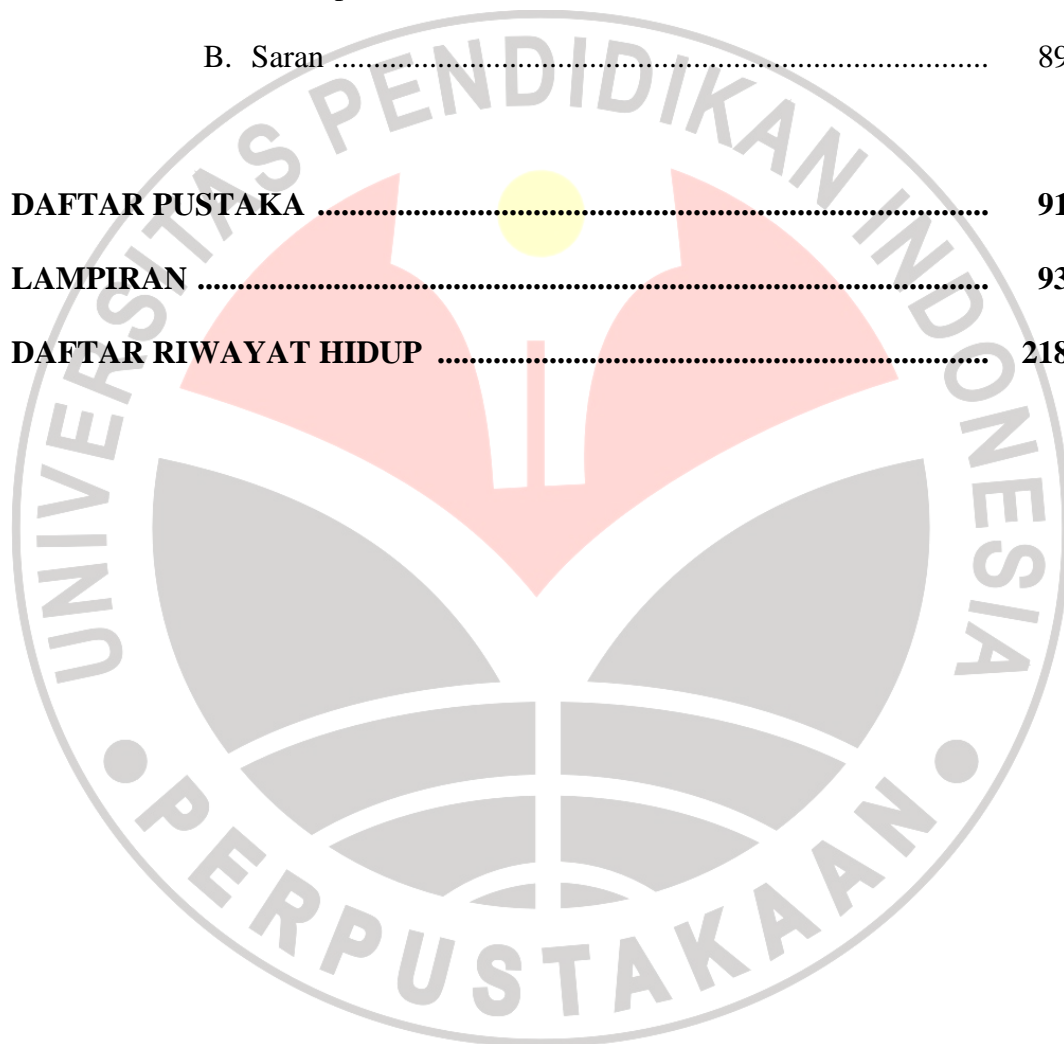 B. Saran .................................................................................... 89
DAFTAR PUSTAKA ..................................................................................... 91
LAMPIRAN ..................................................................................................... 93
DAFTAR RIWAYAT HIDUP ...................................................................... 218
UNIVERSITAS PENDIDIKAN INDONESIA
PERPUSTAKAAN